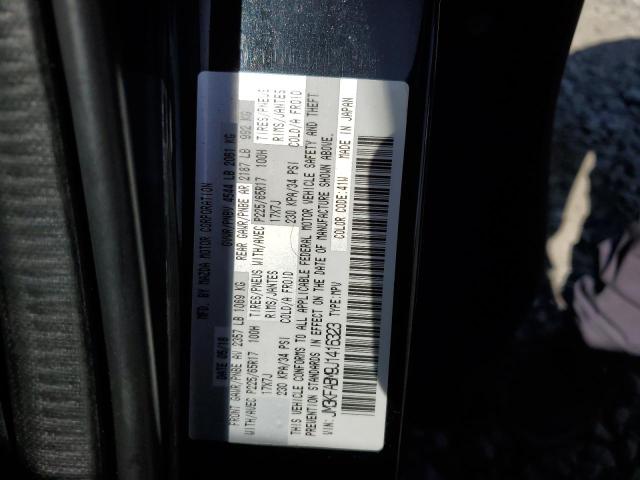 MFD. BY MAZDA MOTOR CORPORATION
DATE 05/18 GVWR/PNBV 4544 LB 2061 KG
FRONT GAWR/PNBE AV 2357 LB 1069 KG REAR GAWR/PNBE AR 2187 LB 992 KG
WITH/AVEC P225/65R17 100H TIRES/PNEUS WITH/AVEC P225/65R17 100H TIRES/PNEUS
17X7J RIMS/JANTES 17X7J RIMS/JANTES
230 KPA/34 PSI COLD/A FROID 230 KPA/34 PSI COLD/A FROID
THIS VEHICLE CONFORMS TO ALL APPLICABLE FEDERAL MOTOR VEHICLE SAFETY AND THEFT
PREVENTION STANDARDS IN EFFECT ON THE DATE OF MANUFACTURE SHOWN ABOVE.
VIN: JM3KFABM9J1416323 TYPE:MPV COLOR CODE:41W MADE IN JAPAN